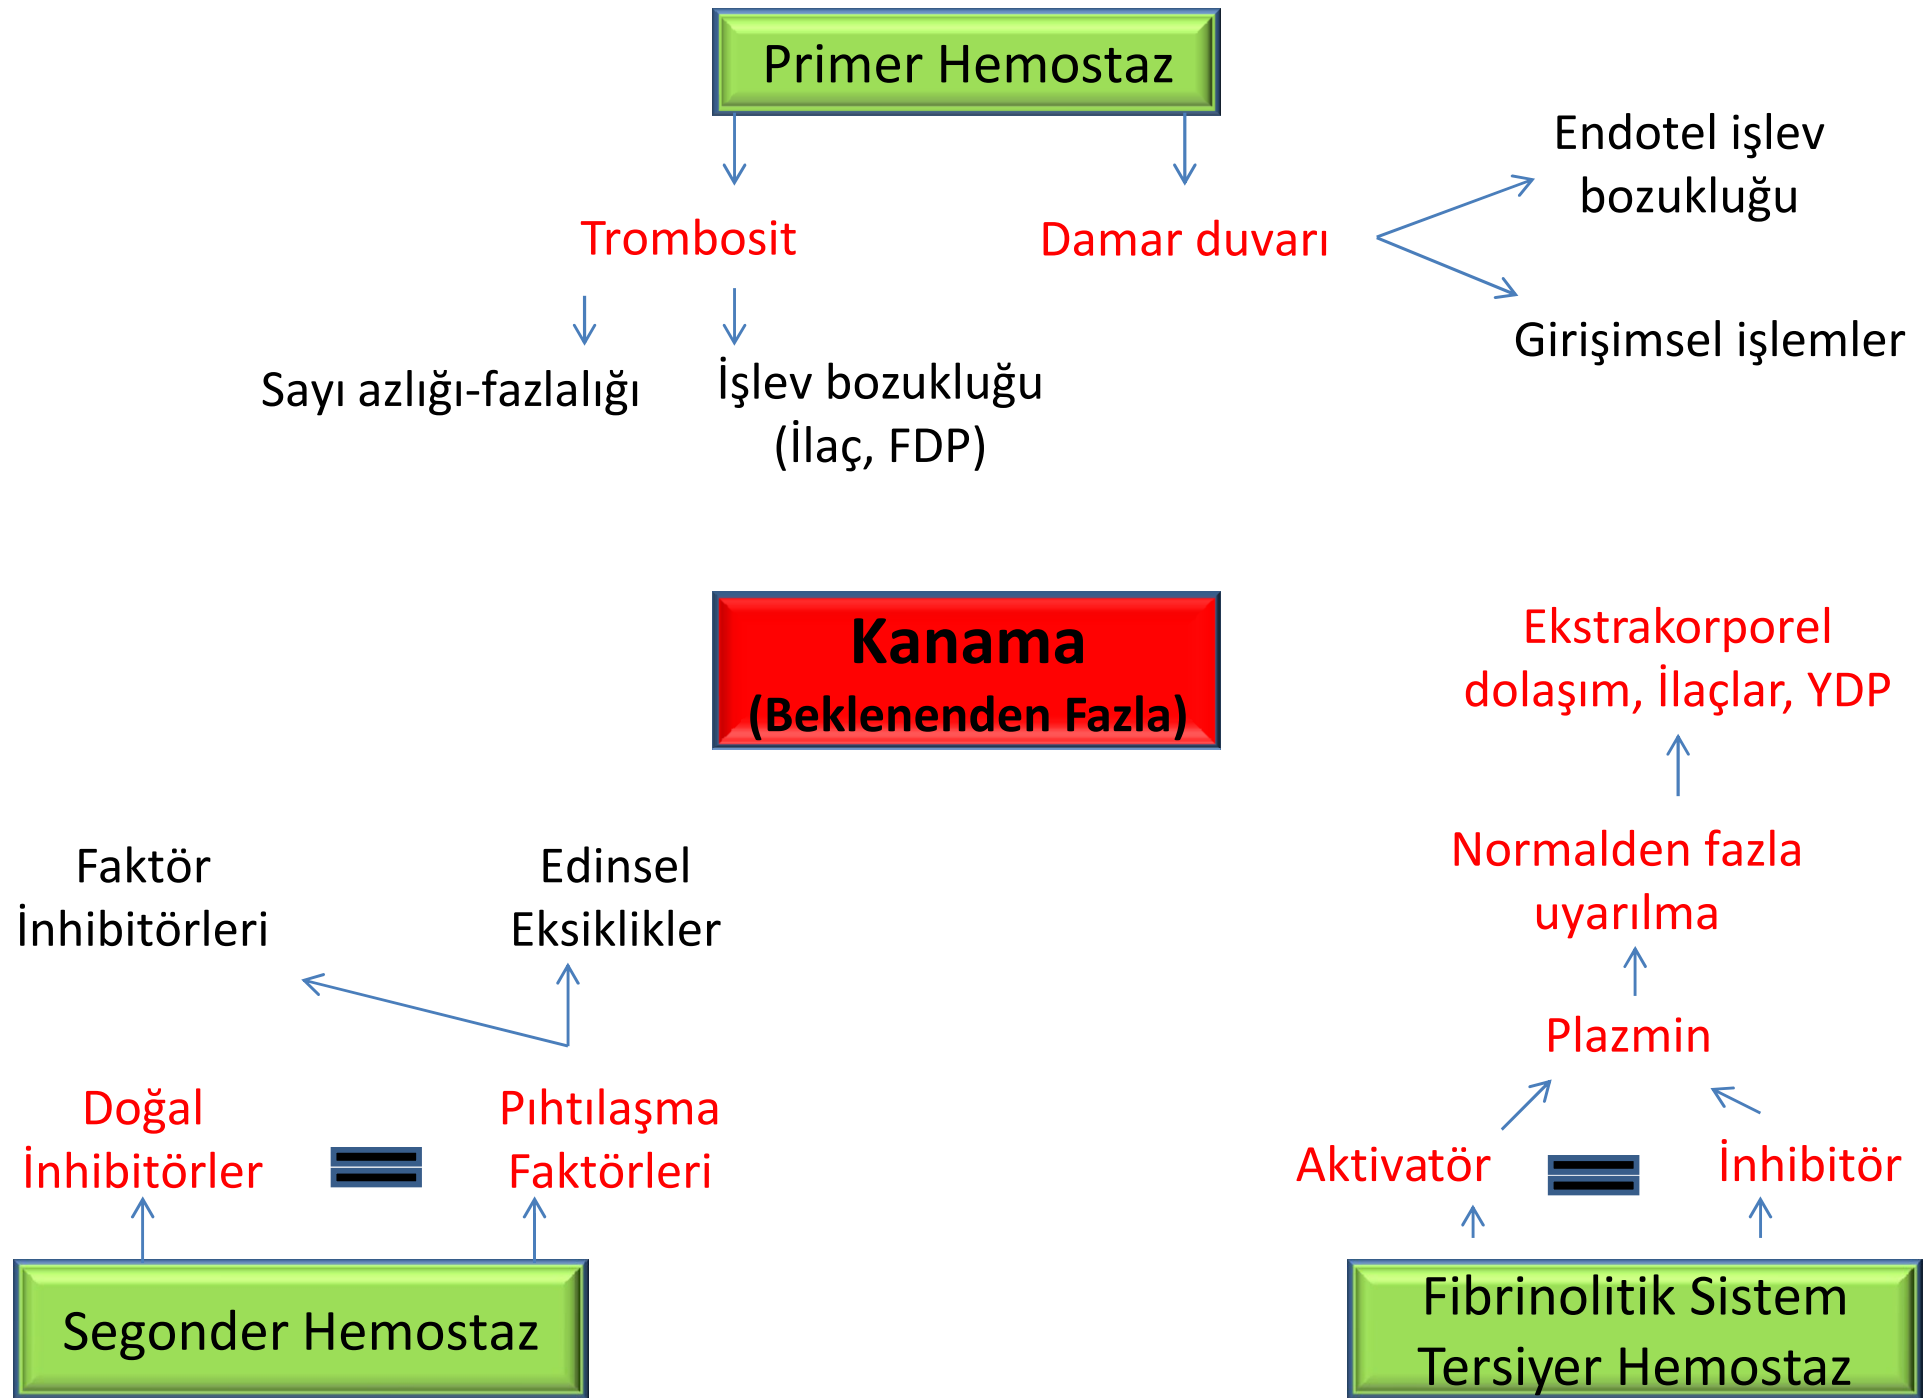 Primer Hemostaz
Trombosit
Damar duvarı
Endotel işlev
bozukluğu
Girişimsel işlemler
Sayı azlığı-fazlalığı
İşlev bozukluğu
(İlaç, FDP)
Kanama
(Beklenenden Fazla)
Ekstrakorporel
dolaşım, İlaçlar, YDP
Normalden fazla
uyarılma
Plazmin
Aktivatör
İnhibitör
Fibrinolitik Sistem
Tersiyer Hemostaz
Faktör
İnhibitörleri
Edinsel
Eksiklikler
Doğal
İnhibitörler
Pıhtılaşma
Faktörleri
Segonder Hemostaz